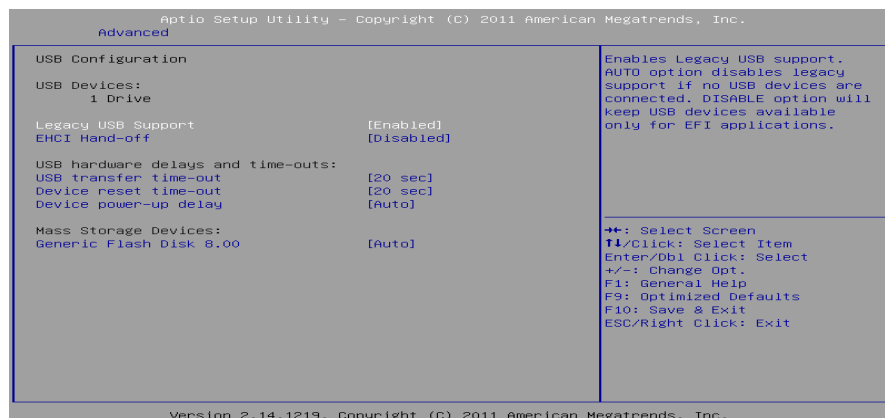 Aptio Setup Utility – Copyright (C) 2011 American Megatrends, Inc.
Advanced
USB Configuration
USB Devices:
1 Drive
Legacy USB Support [Enabled]
EHCI Hand-off [Disabled]
USB hardware delays and time-outs:
USB transfer time-out [20 sec]
Device reset time-out [20 sec]
Device power-up delay [Auto]
Mass Storage Devices:
Generic Flash Disk 8.00 [Auto]
Enables Legacy USB support.
AUTO option disables legacy
support if no USB devices are
connected. DISABLE option will
keep USB devices available
only for EFI applications.
→←: Select Screen
↑↓/Click: Select Item
Enter/Dbl Click: Select
+/-: Change Opt.
F1: General Help
F9: Optimized Defaults
F10: Save & Exit
ESC/Right Click: Exit
Version 2.14.1219. Copyright (C) 2011 American Megatrends, Inc.